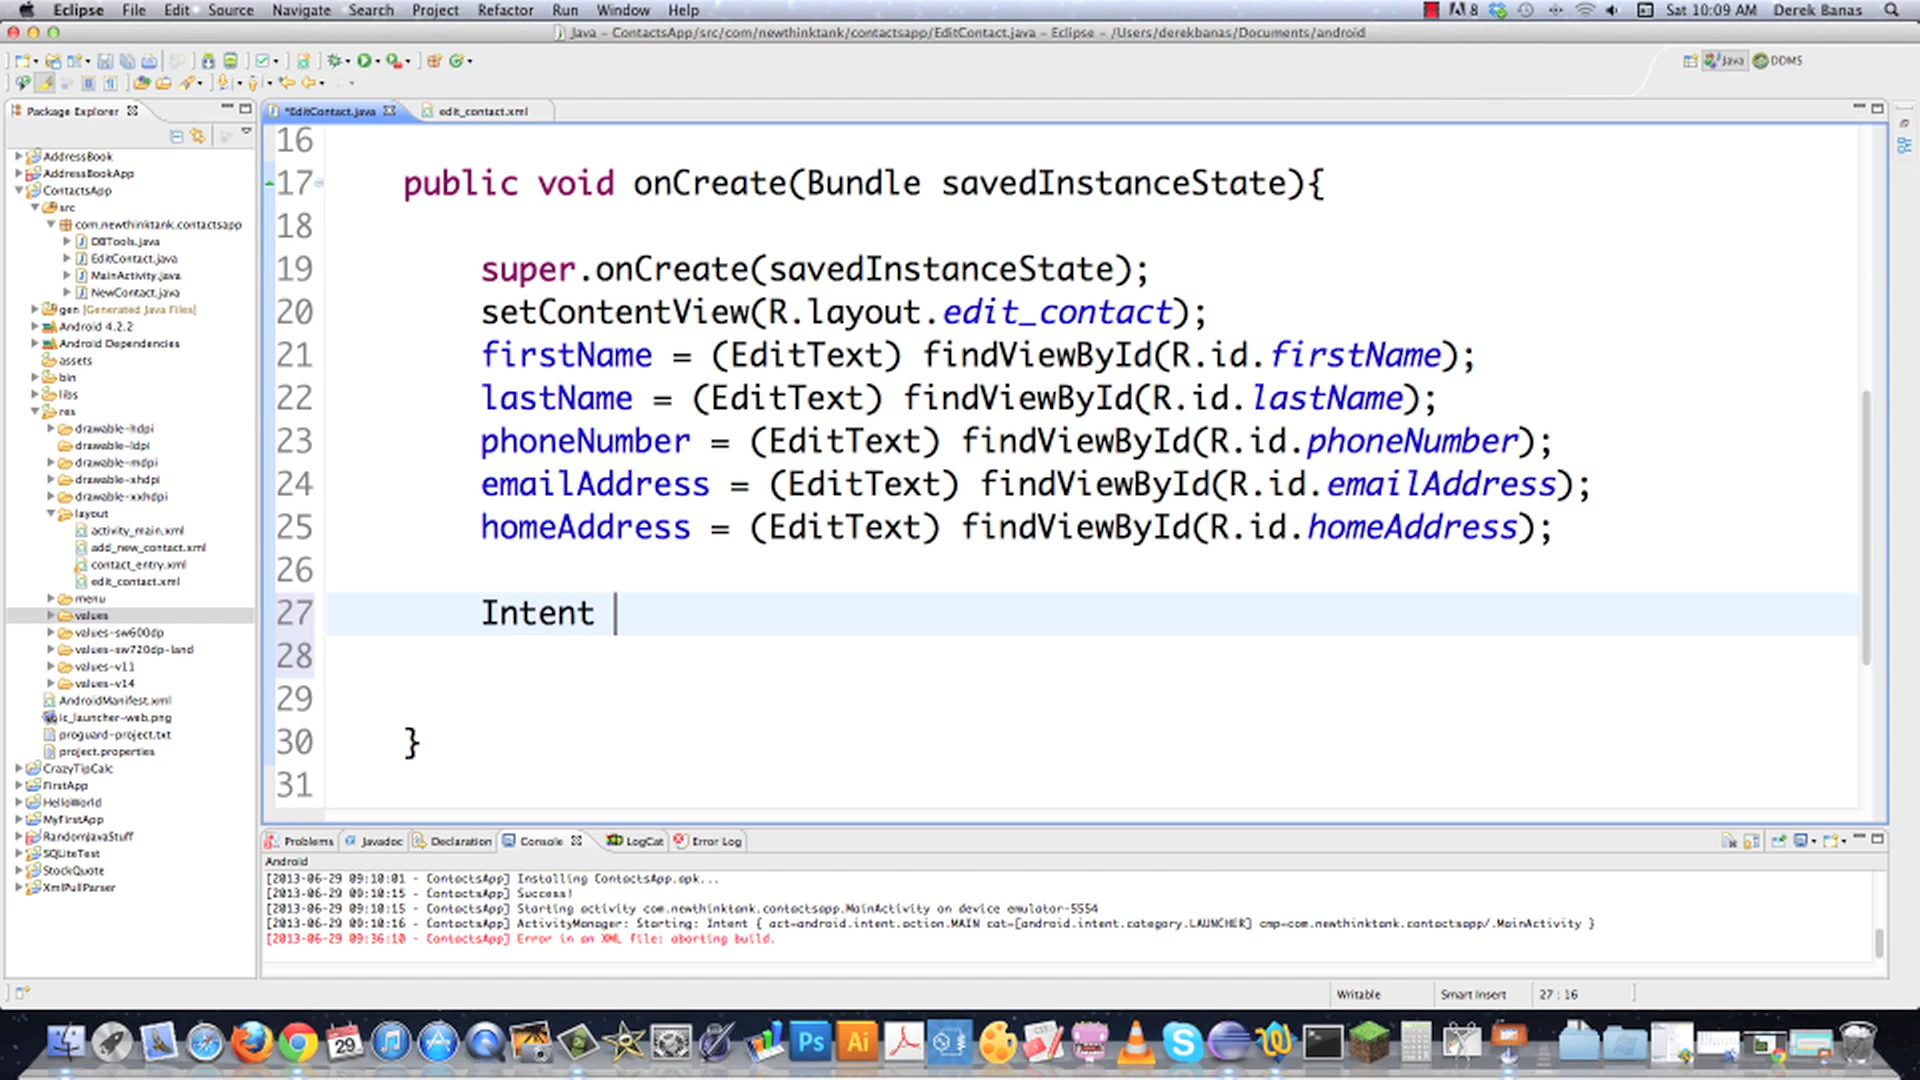 Eclipse File Edit Source Navigate Search Project Refactor Run Window Help 8 Sat 10:09 AM Derek Banas
Java – ContactsApp/src/com/newthinktank/contactsapp/EditContact.java – Eclipse – /Users/derekbanas/Documents/android
Java DDMS
Package Explorer
*EditContact.java edit_contact.xml
AddressBook
AddressBookApp
ContactsApp
src
com.newthinktank.contactsapp
DBTools.java
EditContact.java
MainActivity.java
NewContact.java
gen [Generated Java Files]
Android 4.2.2
Android Dependencies
assets
bin
libs
res
drawable-hdpi
drawable-ldpi
drawable-mdpi
drawable-xhdpi
drawable-xxhdpi
layout
activity_main.xml
add_new_contact.xml
contact_entry.xml
edit_contact.xml
menu
values
values-sw600dp
values-sw720dp-land
values-v11
values-v14
AndroidManifest.xml
ic_launcher-web.png
proguard-project.txt
project.properties
CrazyTipCalc
FirstApp
HelloWorld
MyFirstApp
RandomJavaStuff
SQLiteTest
StockQuote
XmlPullParser
16
17 public void onCreate(Bundle savedInstanceState){
18
19 super.onCreate(savedInstanceState);
20 setContentView(R.layout.edit_contact);
21 firstName = (EditText) findViewById(R.id.firstName);
22 lastName = (EditText) findViewById(R.id.lastName);
23 phoneNumber = (EditText) findViewById(R.id.phoneNumber);
24 emailAddress = (EditText) findViewById(R.id.emailAddress);
25 homeAddress = (EditText) findViewById(R.id.homeAddress);
26
27 Intent
28
29
30 }
31
Problems Javadoc Declaration Console LogCat Error Log
Android
[2013-06-29 09:10:01 - ContactsApp] Installing ContactsApp.apk...
[2013-06-29 09:10:15 - ContactsApp] Success!
[2013-06-29 09:10:15 - ContactsApp] Starting activity com.newthinktank.contactsapp.MainActivity on device emulator-5554
[2013-06-29 09:10:16 - ContactsApp] ActivityManager: Starting: Intent { act=android.intent.action.MAIN cat=[android.intent.category.LAUNCHER] cmp=com.newthinktank.contactsapp/.MainActivity }
[2013-06-29 09:36:10 - ContactsApp] Error in an XML file: aborting build.
Writable Smart Insert 27 : 16
29 Ps Ai